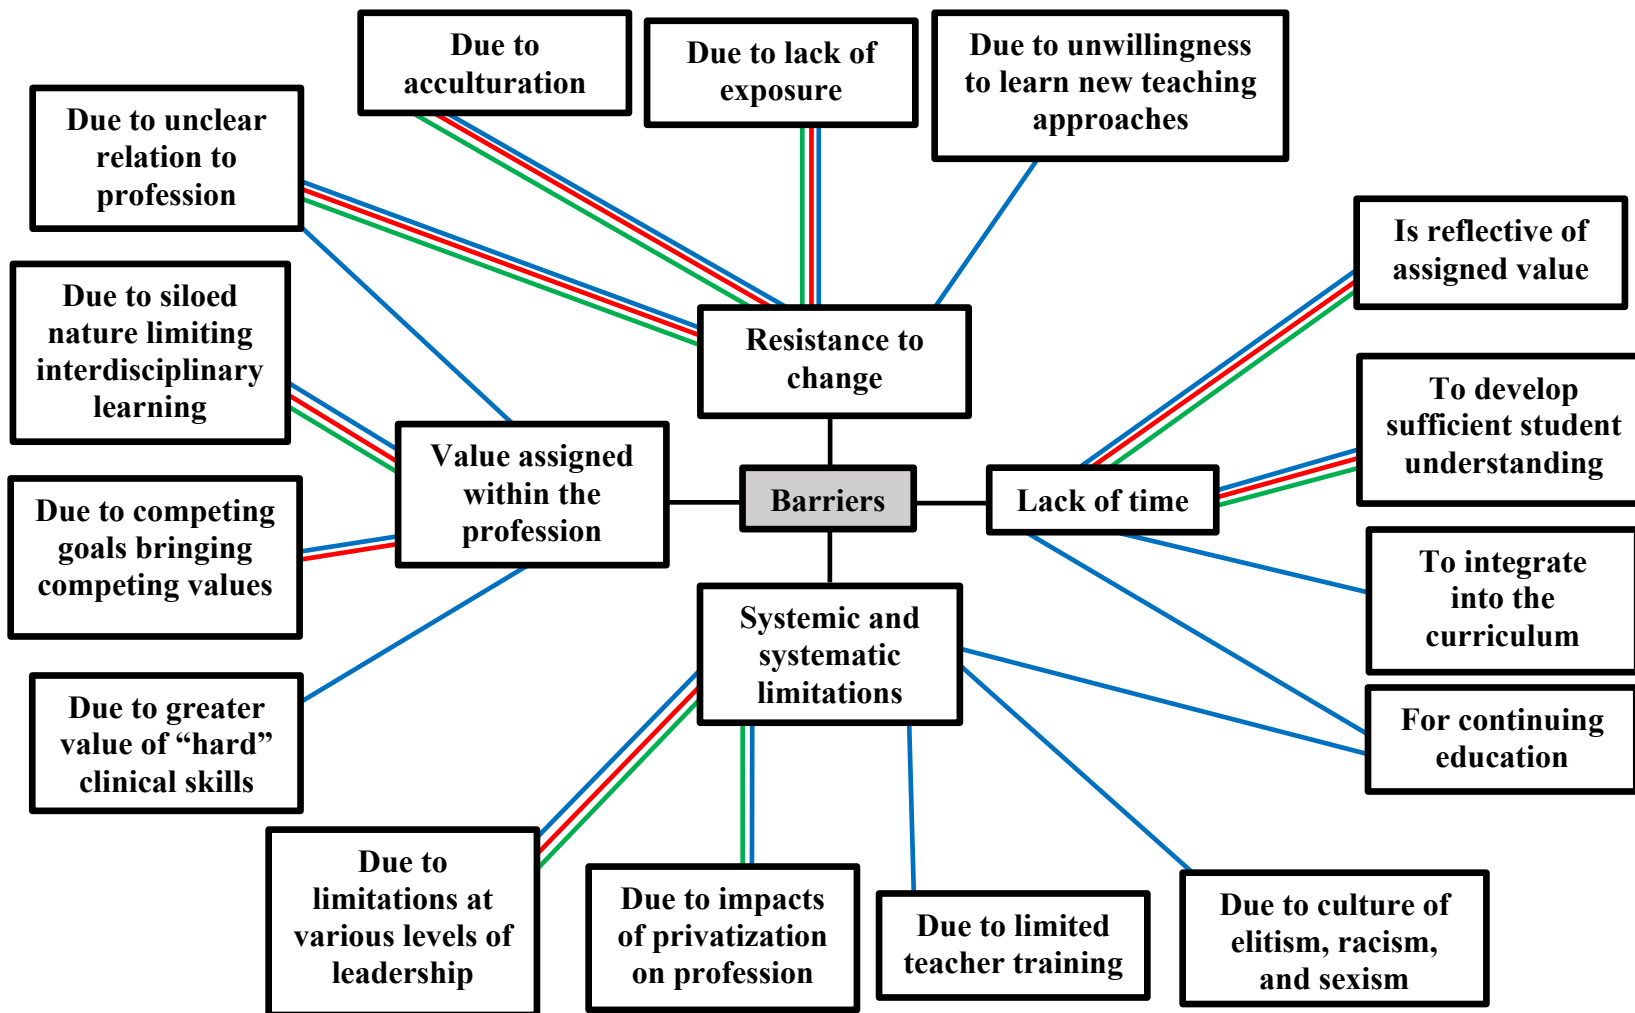 Due to
acculturation
Due to lack of
exposure
Due to unwillingness
to learn new teaching
approaches
Due to unclear
relation to
profession
Is reflective of
assigned value
Due to siloed
nature limiting
interdisciplinary
learning
Resistance to
change
To develop
sufficient student
understanding
Value assigned
within the
profession
Barriers
Lack of time
Due to competing
goals bringing
competing values
To integrate
into the
curriculum
Systemic and
systematic
limitations
Due to greater
value of “hard”
clinical skills
For continuing
education
Due to
limitations at
various levels of
leadership
Due to impacts
of privatization
on profession
Due to limited
teacher training
Due to culture of
elitism, racism,
and sexism